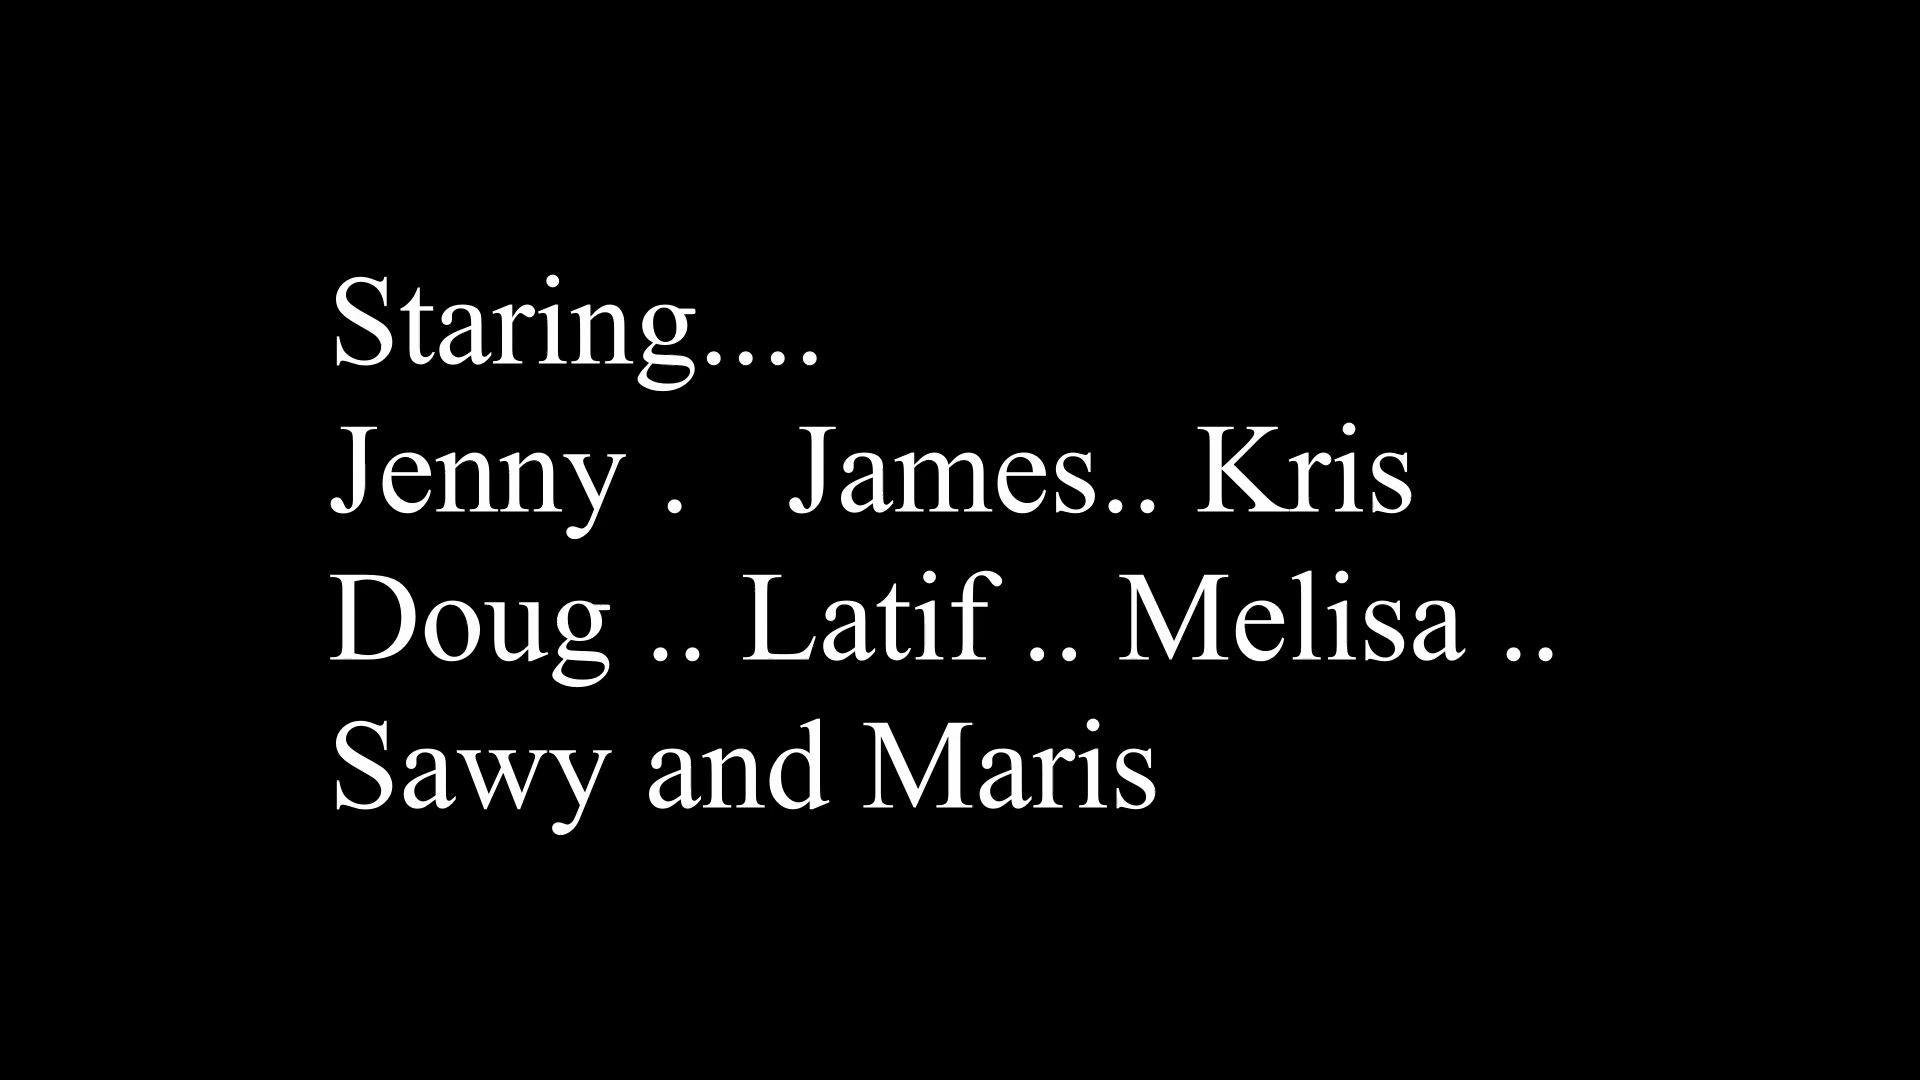 Staring....
Jenny .   James.. Kris
Doug .. Latif .. Melisa ..
Sawy and Maris